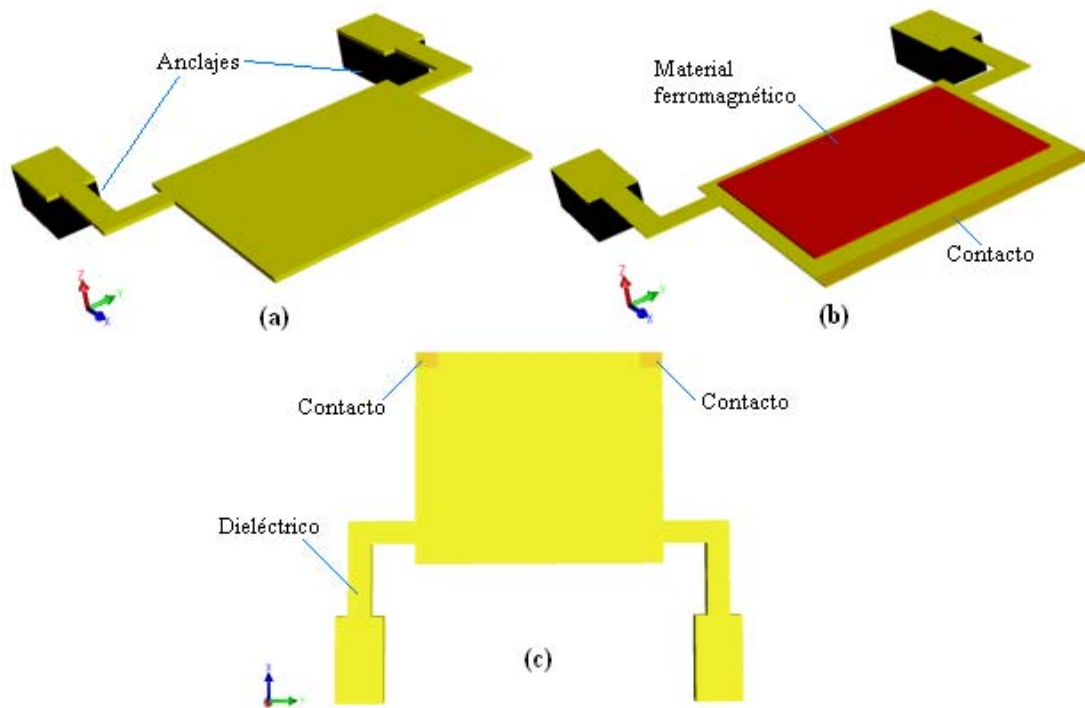 Anclajes
Material
ferromagnético
Contacto
Z
Y
X
(a)
Z
Y
X
(b)
Contacto
Contacto
Dieléctrico
(c)
X
Y